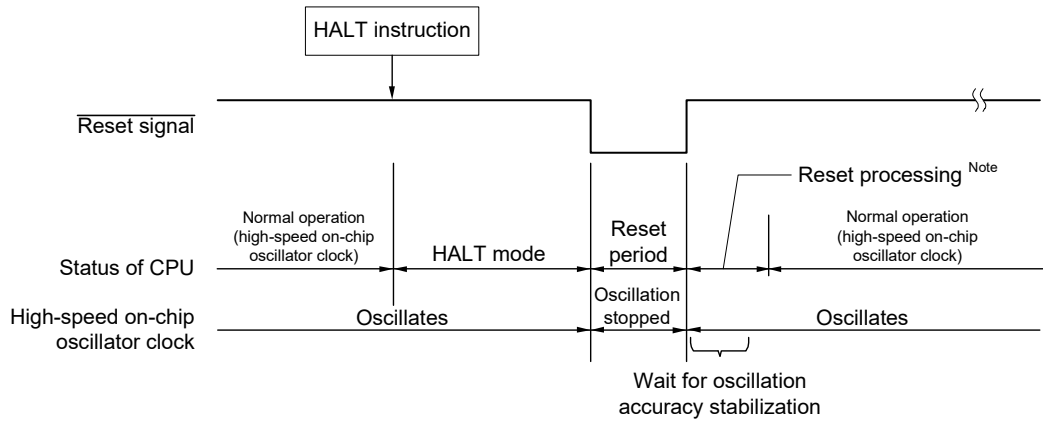 HALT instruction
Reset signal
Reset processing Note
Normal operation
(high-speed on-chip
oscillator clock)
Status of CPU
HALT mode
Reset
period
Normal operation
(high-speed on-chip
oscillator clock)
High-speed on-chip
oscillator clock
Oscillates
Oscillation
stopped
Oscillates
Wait for oscillation
accuracy stabilization